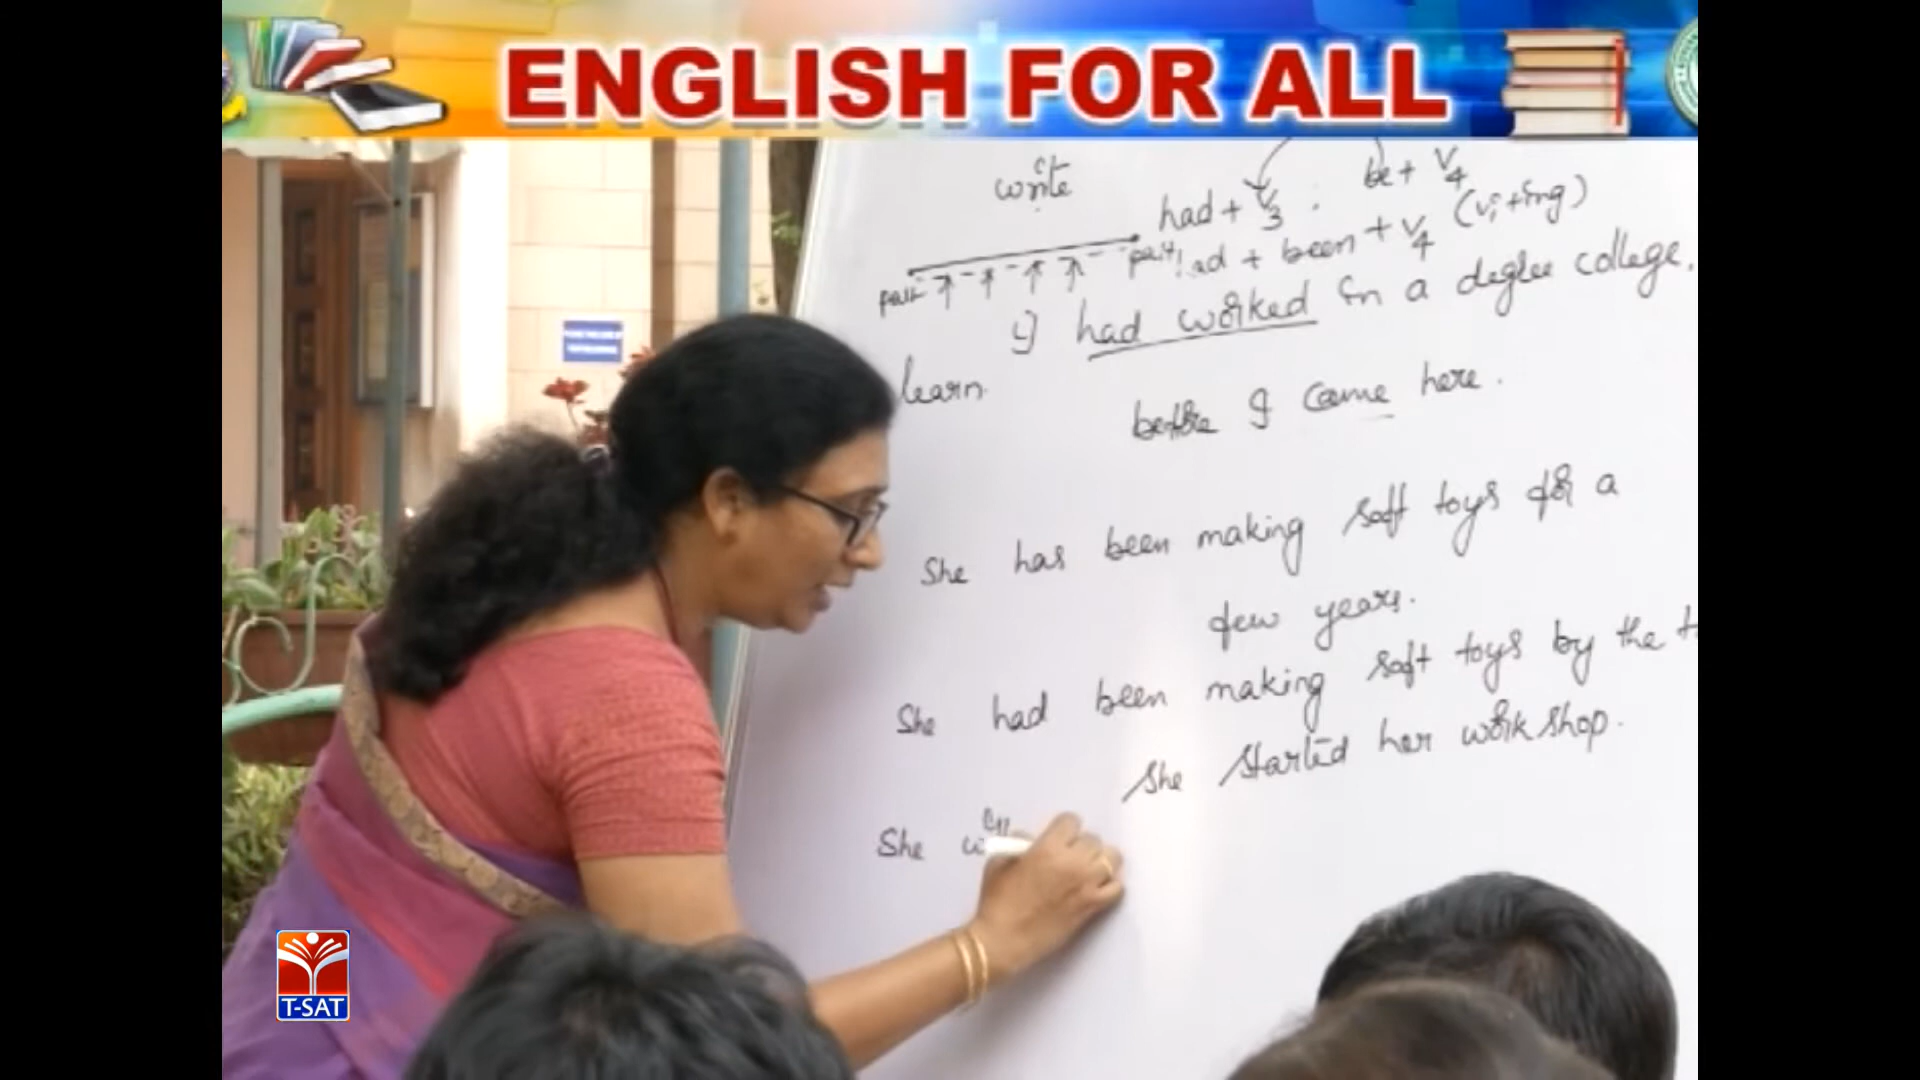 ENGLISH FOR ALL
write
be + V4
had + V3 :
(V1 + ing)
past
past
had + been + V4
I had worked in a degree college.
learn.
before I came here.
She has been making soft toys for a
few years.
She had been making soft toys by the t
she started her workshop.
She will
T-SAT